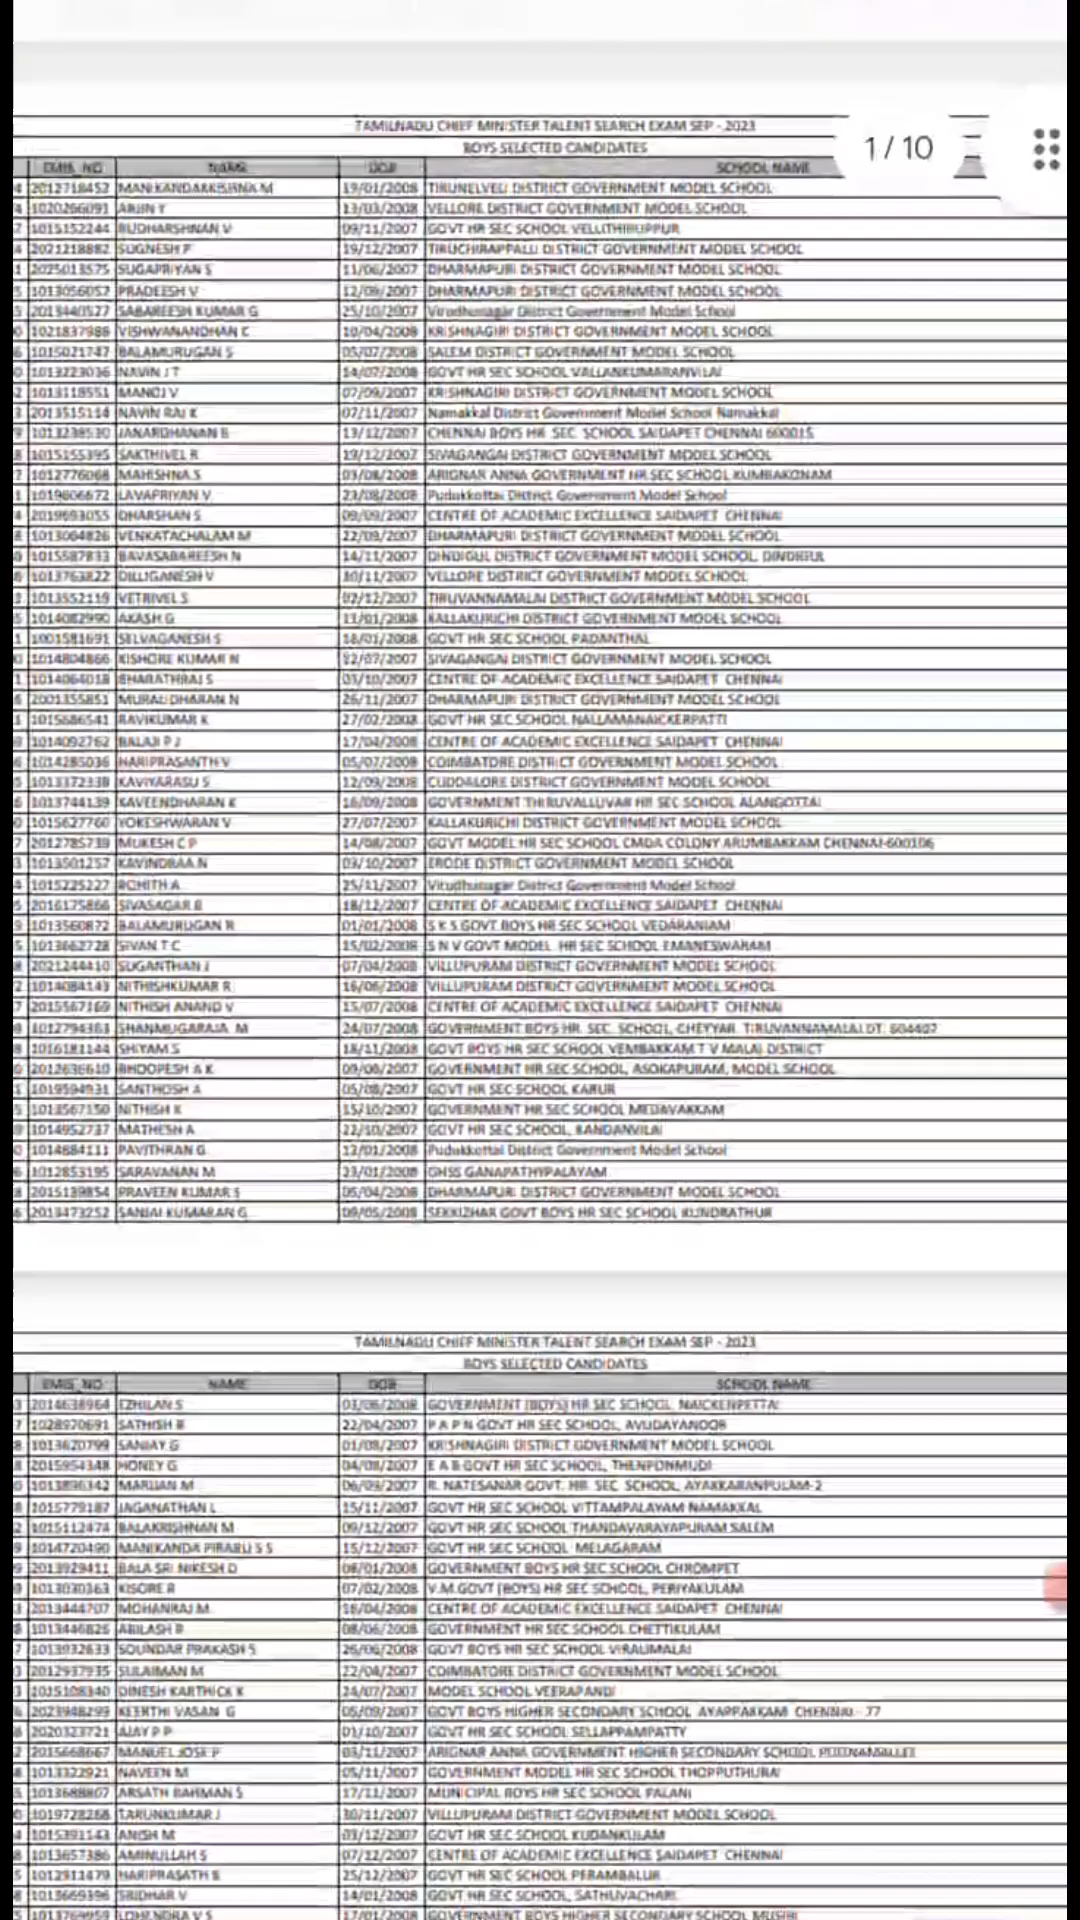 TAMILNADU CHIEF MINISTER TALENT SEARCH EXAM SEP - 2023
BOYS SELECTED CANDIDATES
1 / 10
EMIS_NO NAME DOB SCHOOL NAME
2012718452 MANIKANDAKRISHNA M 19/01/2008 TIRUNELVELI DISTRICT GOVERNMENT MODEL SCHOOL
1020266091 ARUN Y 13/03/2008 VELLORE DISTRICT GOVERNMENT MODEL SCHOOL
1015152244 RUDHARSHNAN V 09/11/2007 GOVT HR SEC SCHOOL VELLITHIRUPPUR
2021218882 SUGNESH P 19/12/2007 TIRUCHIRAPPALLI DISTRICT GOVERNMENT MODEL SCHOOL
2025013575 SUGAPRIYAN S 11/06/2007 DHARMAPURI DISTRICT GOVERNMENT MODEL SCHOOL
1013056057 PRADEESH V 12/08/2007 DHARMAPURI DISTRICT GOVERNMENT MODEL SCHOOL
2013440527 SABAREESH KUMAR G 25/10/2007 Virudhunagar District Government Model School
1021837988 VISHWANANDHAN C 10/04/2008 KRISHNAGIRI DISTRICT GOVERNMENT MODEL SCHOOL
1015021747 BALAMURUGAN S 05/07/2008 SALEM DISTRICT GOVERNMENT MODEL SCHOOL
1013223036 NAVIN J T 14/07/2008 GOVT HR SEC SCHOOL VALLANKUMARANVILAI
1013118551 MANOJ V 07/09/2007 KRISHNAGIRI DISTRICT GOVERNMENT MODEL SCHOOL
2013515114 NAVIN RAJ K 07/11/2007 Namakkal District Government Model School Namakkal
1013238530 JANARDHANAN B 13/12/2007 CHENNAI BOYS HR SEC SCHOOL SAIDAPET CHENNAI 600015
1015155395 SAKTHIVEL R 19/12/2007 SIVAGANGAI DISTRICT GOVERNMENT MODEL SCHOOL
1012776068 MAHISHNA S 03/08/2008 ARIGNAR ANNA GOVERNMENT HR SEC SCHOOL KUMBAKONAM
1019606672 LAVAPRIYAN V 23/08/2008 Pudukkottai District Government Model School
2019693055 DHARSHAN S 09/09/2007 CENTRE OF ACADEMIC EXCELLENCE SAIDAPET CHENNAI
1013064826 VENKATACHALAM M 22/09/2007 DHARMAPURI DISTRICT GOVERNMENT MODEL SCHOOL
1015587833 BAVASABAREESH N 14/11/2007 DINDIGUL DISTRICT GOVERNMENT MODEL SCHOOL, DINDIGUL
1013763822 DILLIGANESH V 30/11/2007 VELLORE DISTRICT GOVERNMENT MODEL SCHOOL
1013552119 VETRIVEL S 02/12/2007 TIRUVANNAMALAI DISTRICT GOVERNMENT MODEL SCHOOL
1014082990 AKASH G 13/01/2008 KALLAKURICHI DISTRICT GOVERNMENT MODEL SCHOOL
1001581691 SELVAGANESH S 18/01/2008 GOVT HR SEC SCHOOL PADANTHAL
1014804866 KISHORE KUMAR N 22/07/2007 SIVAGANGAI DISTRICT GOVERNMENT MODEL SCHOOL
1014064018 BHARATHRAJ S 03/10/2007 CENTRE OF ACADEMIC EXCELLENCE SAIDAPET CHENNAI
2001355851 MURALIDHARAN N 26/11/2007 DHARMAPURI DISTRICT GOVERNMENT MODEL SCHOOL
1015686541 RAVIKUMAR K 27/02/2008 GOVT HR SEC SCHOOL NALLAMANAICKERPATTI
1014092762 BALAJI P J 17/04/2008 CENTRE OF ACADEMIC EXCELLENCE SAIDAPET CHENNAI
1014285036 HARIPRASANTH V 05/07/2008 COIMBATORE DISTRICT GOVERNMENT MODEL SCHOOL
1013372338 KAVIYARASU S 12/09/2008 CUDDALORE DISTRICT GOVERNMENT MODEL SCHOOL
1013744139 KAVEENDHARAN K 16/09/2008 GOVERNMENT THIRUVALLUVAR HR SEC SCHOOL ALANGOTTAI
1015627760 YOKESHWARAN V 27/07/2007 KALLAKURICHI DISTRICT GOVERNMENT MODEL SCHOOL
2012785739 MUKESH C P 14/08/2007 GOVT MODEL HR SEC SCHOOL CMDA COLONY ARUMBAKKAM CHENNAI-600106
1013501257 KAVINDRAA N 03/10/2007 ERODE DISTRICT GOVERNMENT MODEL SCHOOL
1015225227 ROHITH A 25/11/2007 Virudhunagar District Government Model School
2016175866 SIVASAGAR B 18/12/2007 CENTRE OF ACADEMIC EXCELLENCE SAIDAPET CHENNAI
1013560872 BALAMURUGAN R 01/01/2008 S K S GOVT BOYS HR SEC SCHOOL VEDARANIAM
1013662728 SIVAN T C 15/02/2008 S N V GOVT MODEL HR SEC SCHOOL EMANESWARAM
2021244410 SUGANTHAN J 07/04/2008 VILLUPURAM DISTRICT GOVERNMENT MODEL SCHOOL
1014084143 NITHISHKUMAR R 16/06/2008 VILLUPURAM DISTRICT GOVERNMENT MODEL SCHOOL
2015567169 NITHISH ANAND V 15/07/2008 CENTRE OF ACADEMIC EXCELLENCE SAIDAPET CHENNAI
1012794363 SHANMUGARAJA M 24/07/2008 GOVERNMENT BOYS HR. SEC. SCHOOL, CHEYYAR TIRUVANNAMALAI DT. 604407
1016181144 SHIYAM S 18/11/2008 GOVT BOYS HR SEC SCHOOL VEMBAKKAM T V MALAI DISTRICT
2012636610 BHOOPESH A K 09/08/2007 GOVERNMENT HR SEC SCHOOL, ASOKAPURAM, MODEL SCHOOL
1019594931 SANTHOSH A 05/08/2007 GOVT HR SEC SCHOOL KARUR
1013567150 NITHISH K 15/10/2007 GOVERNMENT HR SEC SCHOOL MEDAVAKKAM
1014952737 MATHESH A 22/10/2007 GOVT HR SEC SCHOOL, KANDANVILAI
1014684111 PAVITHRAN G 12/01/2008 Pudukkottai District Government Model School
1012853195 SARAVANAN M 23/01/2008 GHSS GANAPATHYPALAYAM
2015139854 PRAVEEN KUMAR S 05/04/2008 DHARMAPURI DISTRICT GOVERNMENT MODEL SCHOOL
2013473252 SANJAI KUMARAN G 09/05/2008 SEKKIZHAR GOVT BOYS HR SEC SCHOOL KUNDRATHUR
TAMILNADU CHIEF MINISTER TALENT SEARCH EXAM SEP - 2023
BOYS SELECTED CANDIDATES
EMIS_NO NAME DOB SCHOOL NAME
2014638964 EZHILAN S 03/06/2008 GOVERNMENT (BOYS) HR SEC SCHOOL, NAICKENPETTAI
1028970691 SATHISH B 22/04/2007 P A P N GOVT HR SEC SCHOOL, AVUDAYANOOR
1013620799 SANJAY G 01/08/2007 KRISHNAGIRI DISTRICT GOVERNMENT MODEL SCHOOL
2015954348 HONEY G 04/08/2007 E A B GOVT HR SEC SCHOOL, THENPONMUDI
1013896342 MARIJAN M 06/09/2007 R. NATESANAR GOVT. HR. SEC. SCHOOL, AYAKKARANPULAM-2
1015779187 JAGANATHAN L 15/11/2007 GOVT HR SEC SCHOOL VITTAMPALAYAM NAMAKKAL
1015112474 BALAKRISHNAN M 09/12/2007 GOVT HR SEC SCHOOL THANDAVARAYAPURAM SALEM
1014720490 MANIKANDA PIRABU S S 15/12/2007 GOVT HR SEC SCHOOL MELAGARAM
2013929411 BALA SRI NIKESH D 08/01/2008 GOVERNMENT BOYS HR SEC SCHOOL CHROMPET
1013030363 KISORE R 07/02/2008 V.M.GOVT (BOYS) HR SEC SCHOOL, PERIYAKULAM
2013444707 MOHANRAJ M 16/04/2008 CENTRE OF ACADEMIC EXCELLENCE SAIDAPET CHENNAI
1013446826 ABILASH R 08/06/2008 GOVERNMENT HR SEC SCHOOL CHETTIKULAM
1013932633 SOUNDAR PRAKASH S 26/06/2008 GOVT BOYS HR SEC SCHOOL VIRALIMALAI
2012937935 SULAIMAN M 22/04/2007 COIMBATORE DISTRICT GOVERNMENT MODEL SCHOOL
2015108340 DINESH KARTHICK K 24/07/2007 MODEL SCHOOL VEERAPANDI
2023948299 KEERTHI VASAN G 05/09/2007 GOVT BOYS HIGHER SECONDARY SCHOOL AYAPPAKKAM CHENNAI - 77
2020323721 AJAY P P 01/10/2007 GOVT HR SEC SCHOOL SELLAPPAMPATTY
2015668667 MANUEL JOSE P 03/11/2007 ARIGNAR ANNA GOVERNMENT HIGHER SECONDARY SCHOOL POONAMALLEE
1013322921 NAVEEN M 05/11/2007 GOVERNMENT MODEL HR SEC SCHOOL THOPPUTHURAI
1013688807 ARSATH RAHMAN S 17/11/2007 MUNICIPAL BOYS HR SEC SCHOOL PALANI
1019728268 TARUNKUMAR J 30/11/2007 VILLUPURAM DISTRICT GOVERNMENT MODEL SCHOOL
1015391143 ANISH M 03/12/2007 GOVT HR SEC SCHOOL KUDANKULAM
1013657386 AMINULLAH S 07/12/2007 CENTRE OF ACADEMIC EXCELLENCE SAIDAPET CHENNAI
1012911479 HARIPRASATH S 25/12/2007 GOVT HR SEC SCHOOL PERAMBALUR
1013669396 SRIDHAR V 14/01/2008 GOVT HR SEC SCHOOL, SATHUVACHARI
1013769959 LOHENDRA V S 17/01/2008 GOVERNMENT BOYS HIGHER SECONDARY SCHOOL MUSIRI